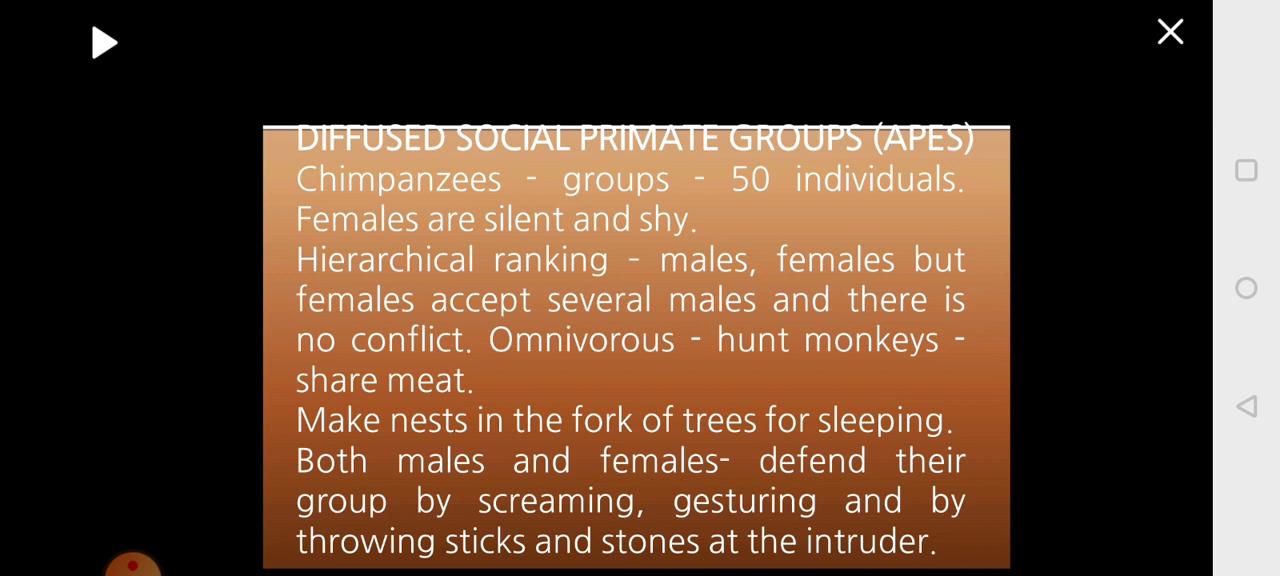 DIFFUSED SOCIAL PRIMATE GROUPS (APES)
Chimpanzees - groups - 50 individuals.
Females are silent and shy.
Hierarchical ranking - males, females but
females accept several males and there is
no conflict. Omnivorous - hunt monkeys -
share meat.
Make nests in the fork of trees for sleeping.
Both males and females- defend their
group by screaming, gesturing and by
throwing sticks and stones at the intruder.